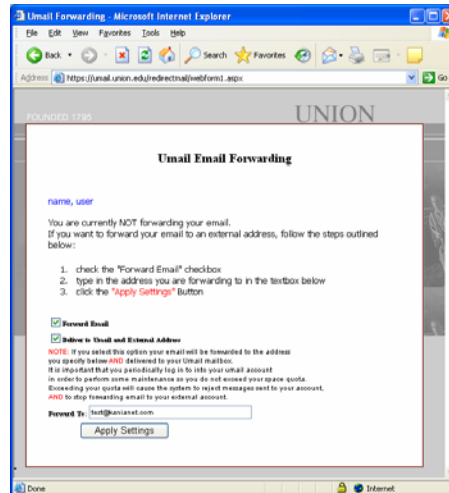 Umail Forwarding - Microsoft Internet Explorer
File Edit View Favorites Tools Help
Back Search Favorites
Address https://umail.union.edu/redirectmail/webform1.aspx Go
FOUNDED 1795 UNION
Umail Email Forwarding
name, user
You are currently NOT forwarding your email.
If you want to forward your email to an external address, follow the steps outlined
below:
1. check the "Forward Email" checkbox
2. type in the address you are forwarding to in the textbox below
3. click the "Apply Settings" Button
Forward Email
Deliver to Umail and External Address
NOTE: If you select this option your email will be forwarded to the address
you specify below AND delivered to your Umail mailbox.
It is important that you periodically log in to into your umail account
in order to perform some maintenance so you do not exceed your space quota.
Exceeding your quota will cause the system to reject messages sent to your account,
AND to stop forwarding email to your external account.
Forward To: test@kanianet.com
Apply Settings
Done Internet